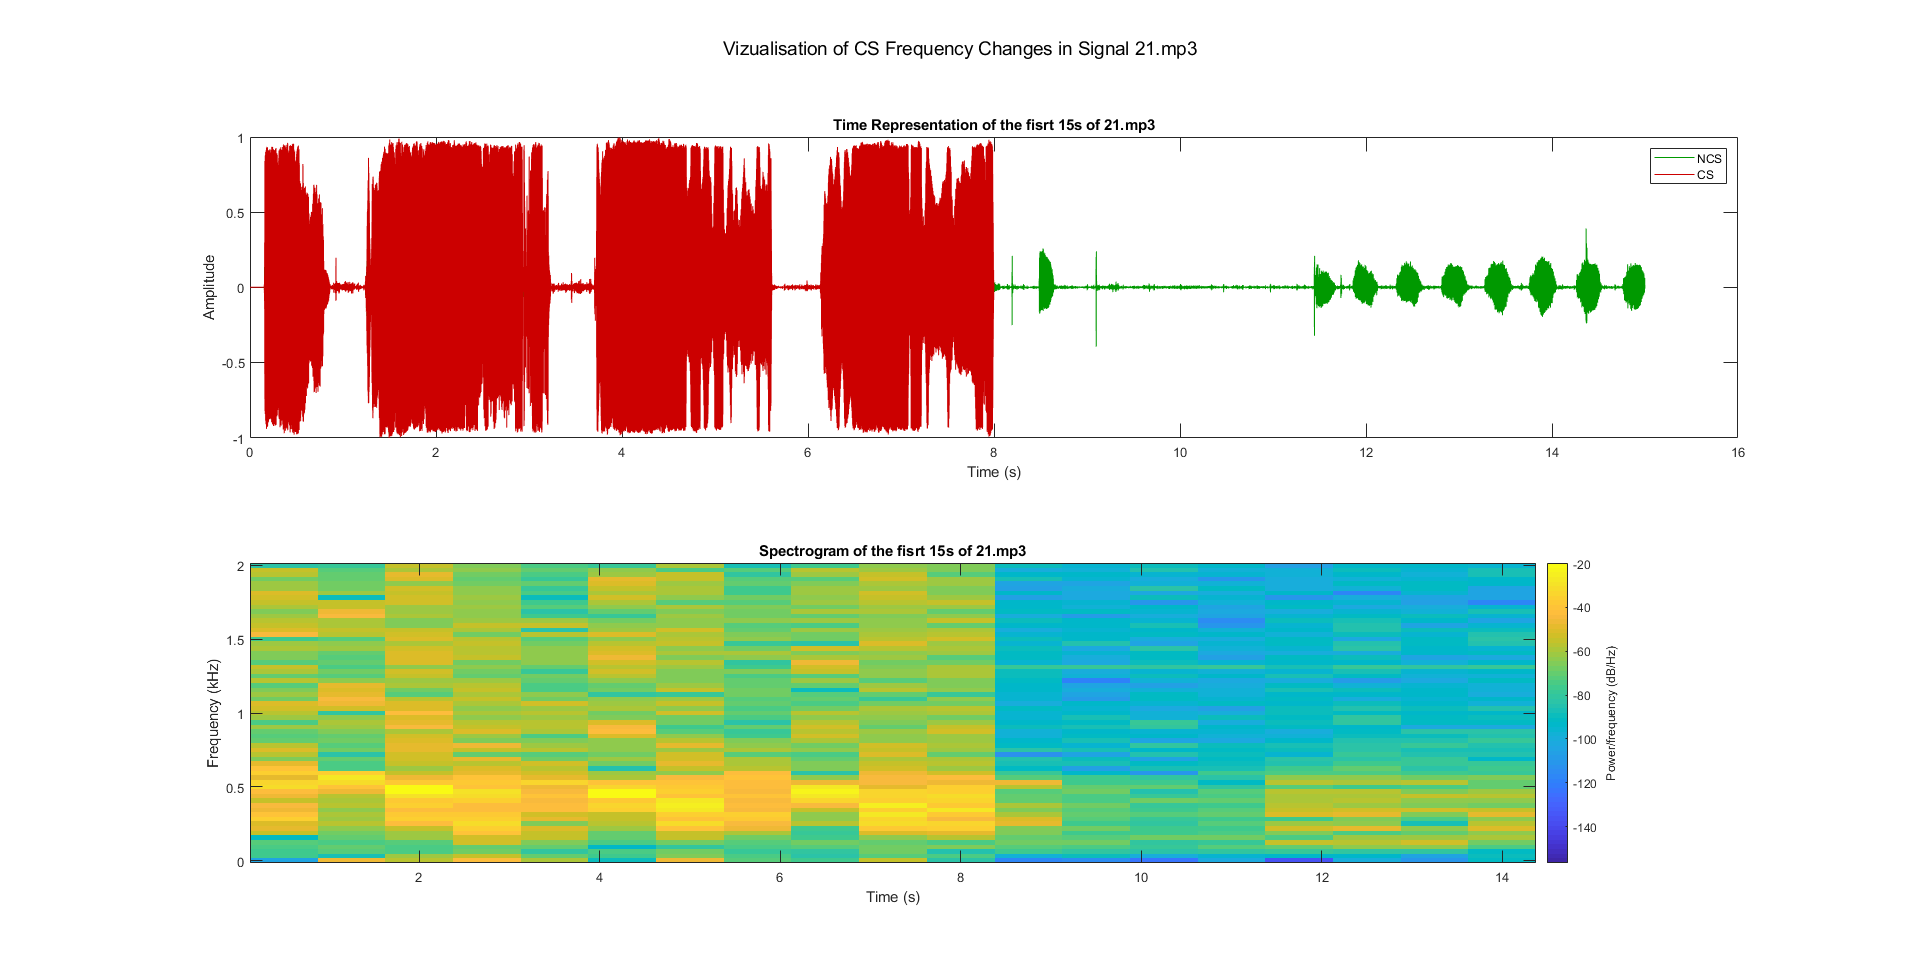 Vizualisation of CS Frequency Changes in Signal 21.mp3
Time Representation of the fisrt 15s of 21.mp3
1
0.5
0
-0.5
-1
Amplitude
NCS
CS
0 2 4 6 8 10 12 14 16
Time (s)
Spectrogram of the fisrt 15s of 21.mp3
2
1.5
1
0.5
0
Frequency (kHz)
2 4 6 8 10 12 14
Time (s)
-20
-40
-60
-80
-100
-120
-140
Power/frequency (dB/Hz)